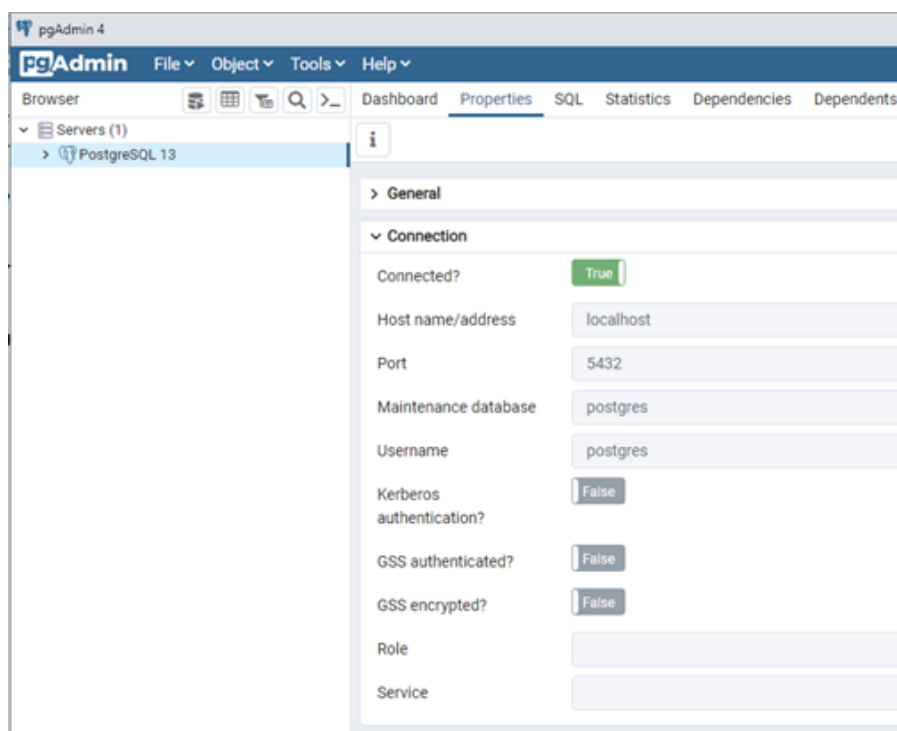 pgAdmin 4
pgAdmin File Object Tools Help
Browser Dashboard Properties SQL Statistics Dependencies Dependents
Servers (1)
PostgreSQL 13
General
Connection
Connected? True
Host name/address localhost
Port 5432
Maintenance database postgres
Username postgres
Kerberos False
authentication?
GSS authenticated? False
GSS encrypted? False
Role
Service